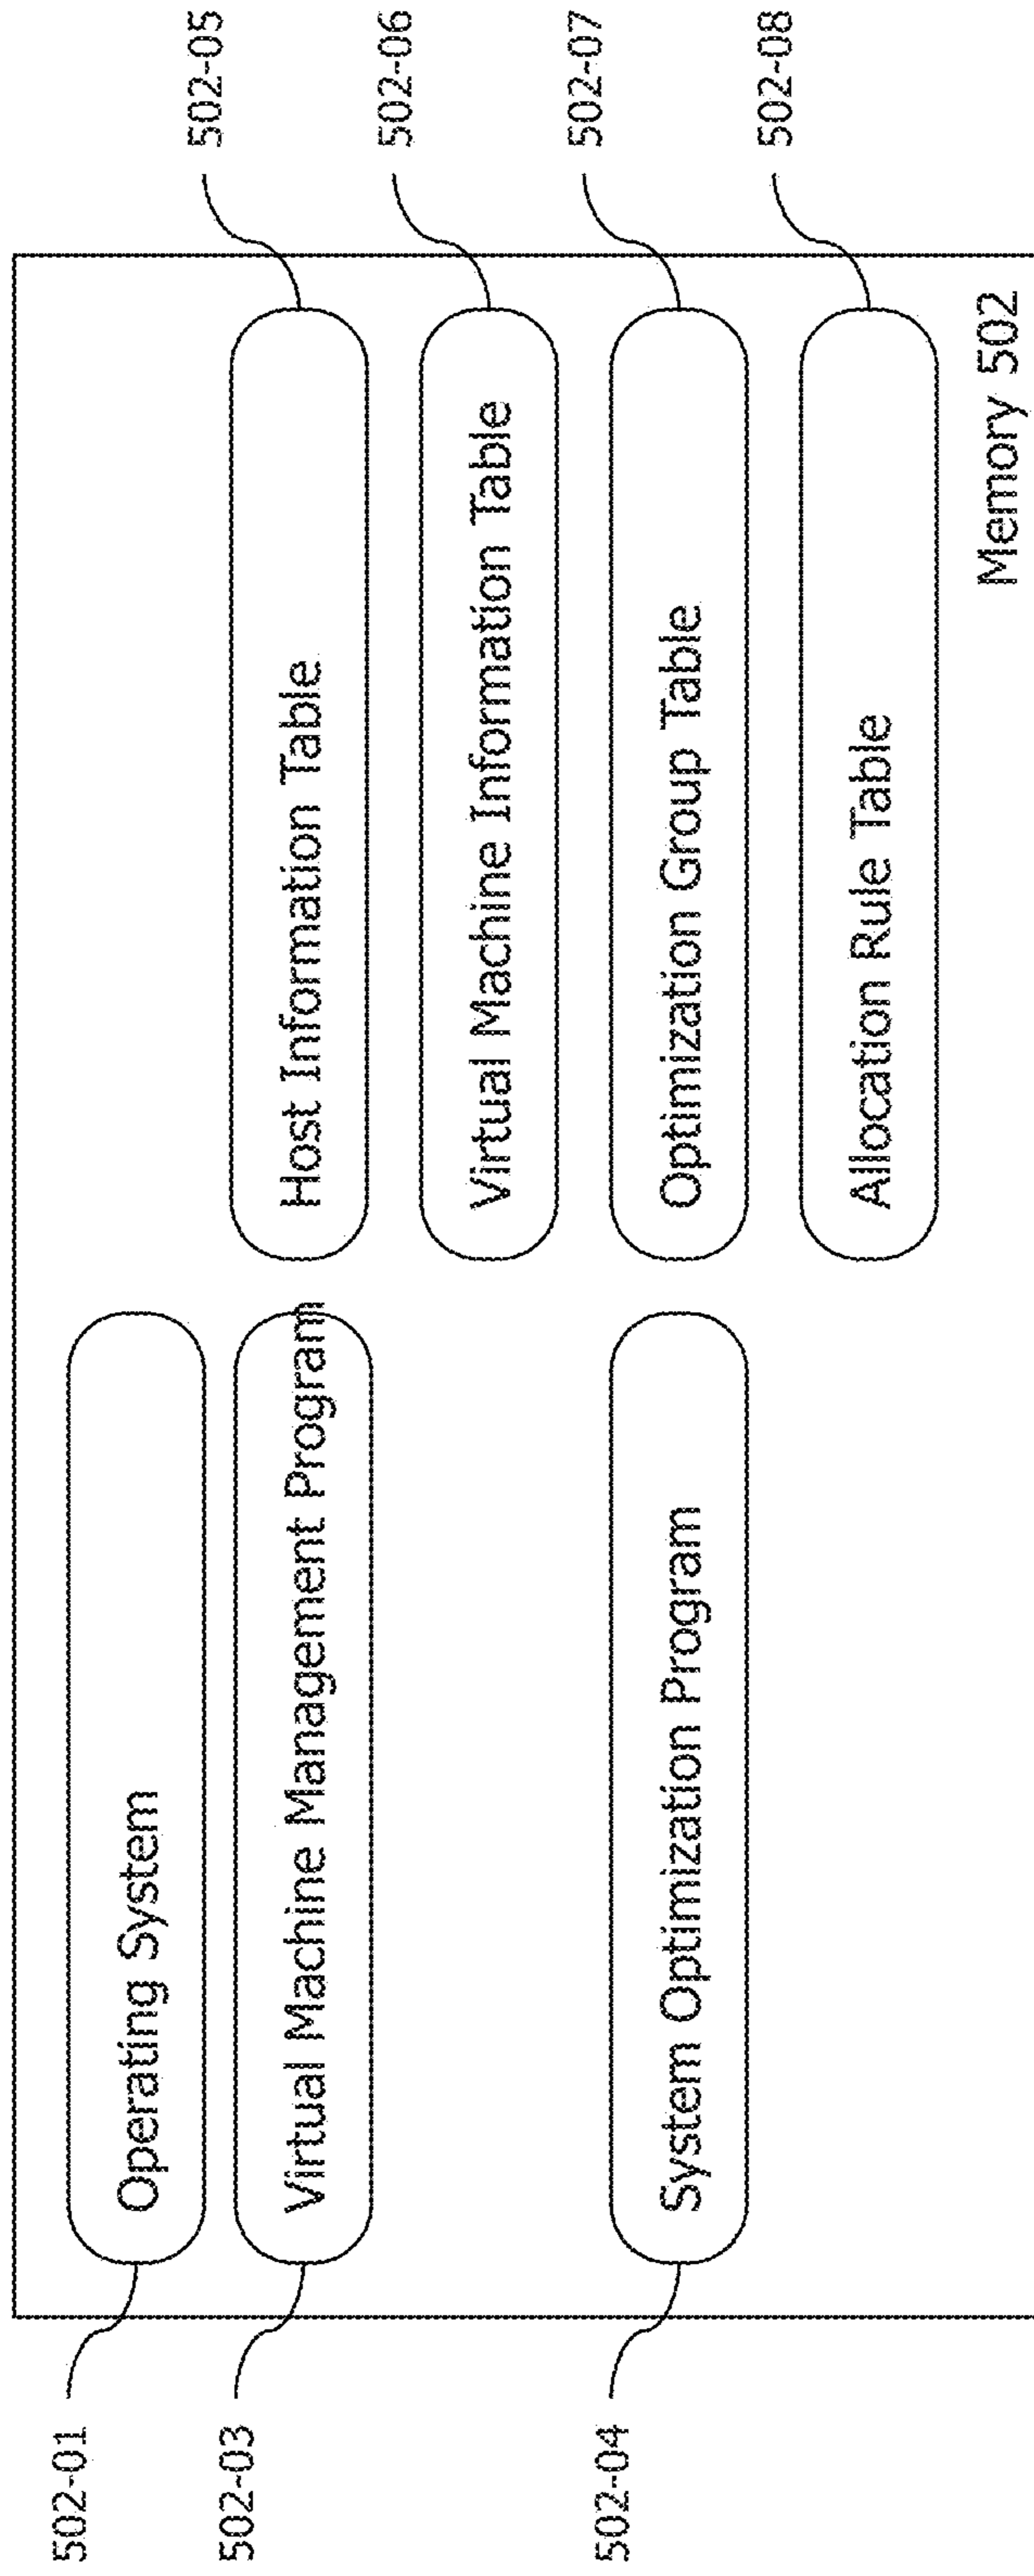 502-01
Operating System
502-03
Virtual Machine Management Program
Host Information Table
502-05
Virtual Machine Information Table
502-06
502-04
System Optimization Program
Optimization Group Table
502-07
Allocation Rule Table
502-08
Memory 502